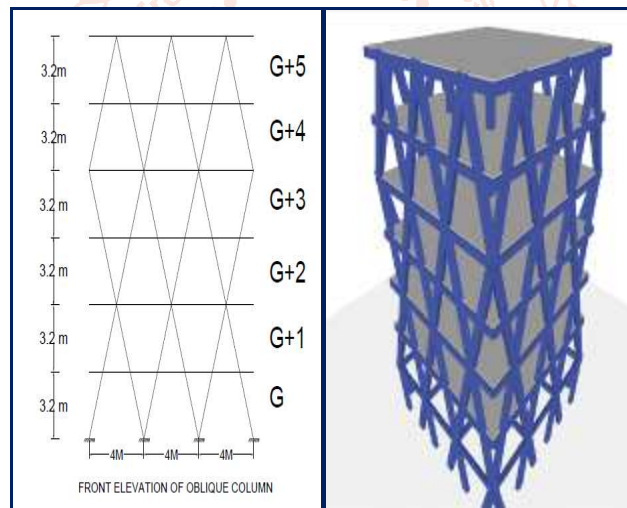 3.2m
G+5
3.2m
G+4
3.2 m
G+3
3.2 m
G+2
3.2 m
G+1
3.2 m
G
4M
4M
4M
FRONT ELEVATION OF OBLIQUE COLUMN